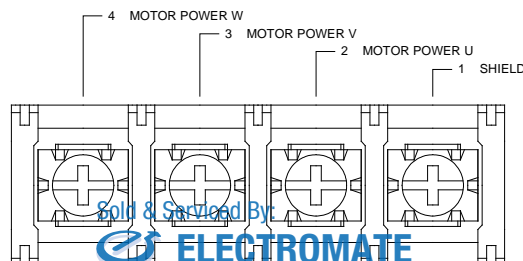 4 MOTOR POWER W
3 MOTOR POWER V
2 MOTOR POWER U
1 SHIELD
Sold & Serviced By:
ELECTROMATE